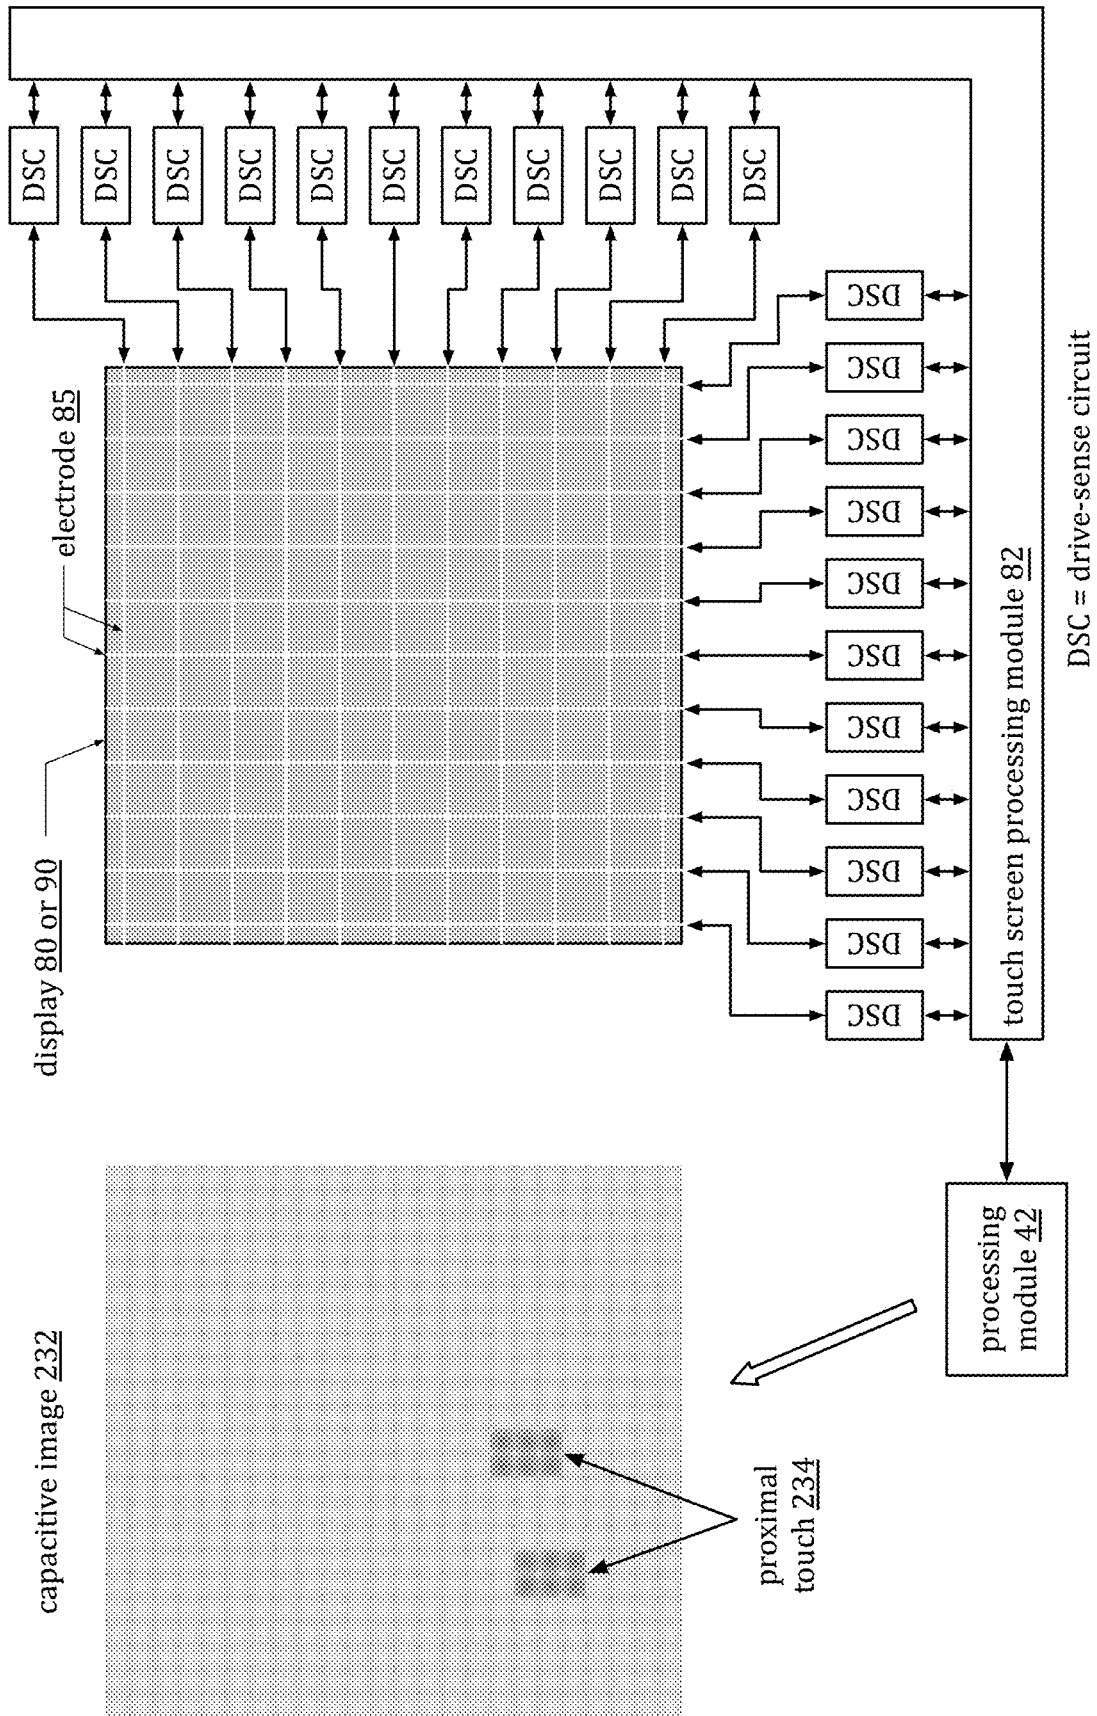 capacitive image 232
display 80 or 90
electrode 85
DSC
DSC
DSC
DSC
DSC
DSC
DSC
DSC
DSC
DSC
DSC
proximal
touch 234
DSC
DSC
DSC
DSC
DSC
DSC
DSC
DSC
DSC
DSC
DSC
processing
module 42
touch screen processing module 82
DSC = drive-sense circuit